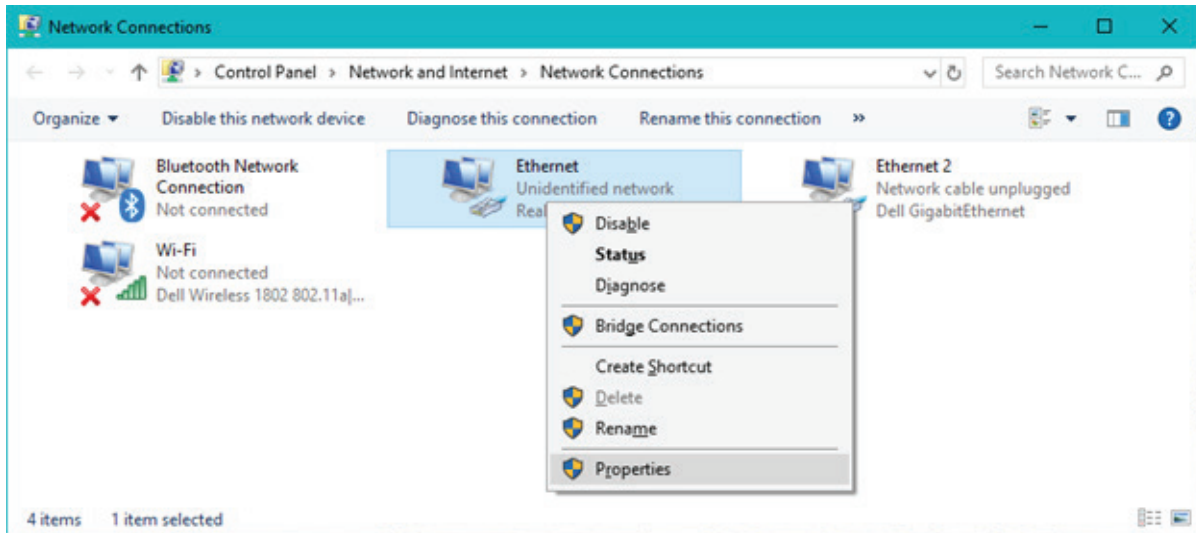 Network Connections
Control Panel > Network and Internet > Network Connections
Search Network C...
Organize Disable this network device Diagnose this connection Rename this connection »
Bluetooth Network
Connection
Not connected
Ethernet
Unidentified network
Real
Ethernet 2
Network cable unplugged
Dell GigabitEthernet
Wi-Fi
Not connected
Dell Wireless 1802 802.11a|...
Disable
Status
Diagnose
Bridge Connections
Create Shortcut
Delete
Rename
Properties
4 items 1 item selected